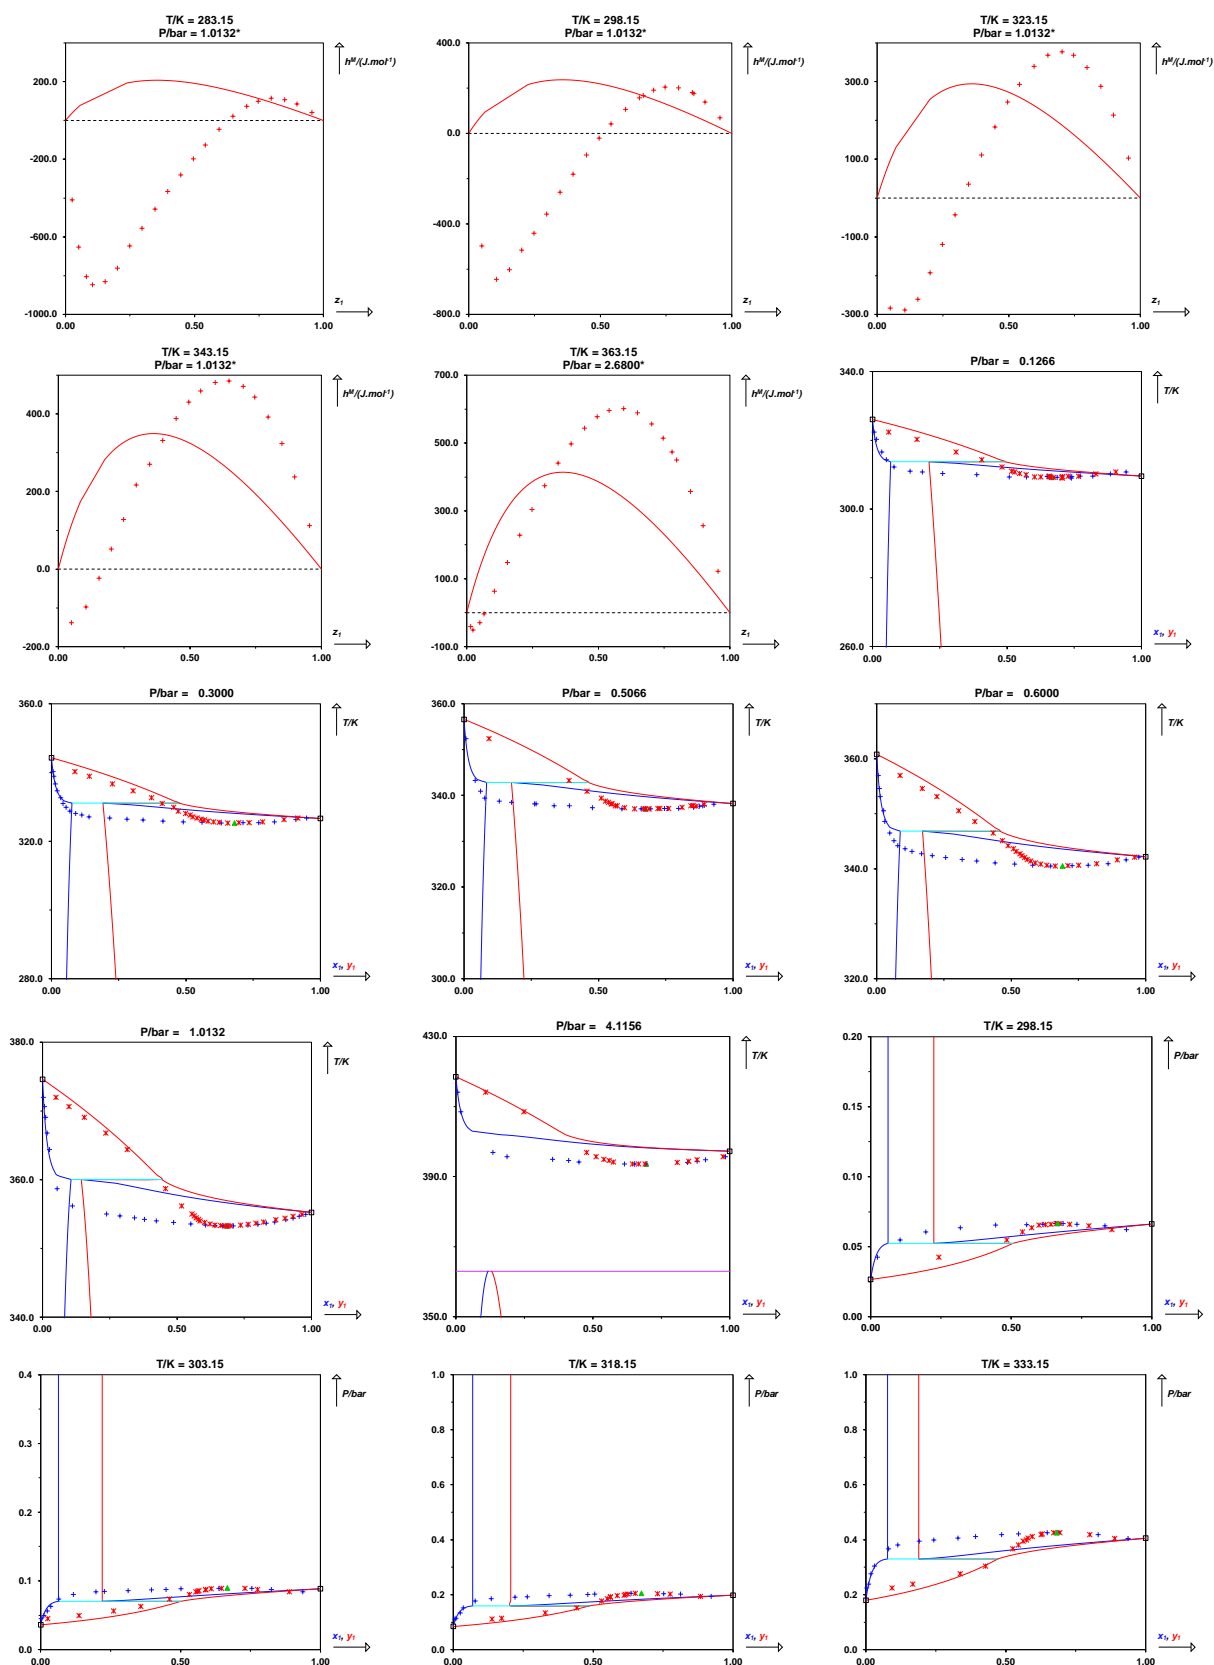 T/K = 283.15
P/bar = 1.0132*
T/K = 298.15
P/bar = 1.0132*
T/K = 323.15
P/bar = 1.0132*
200.0
-200.0
-600.0
-1000.0
0.00
0.50
1.00
hᴹ/(J.mol⁻¹)
z₁
400.0
0.0
-400.0
-800.0
0.00
0.50
1.00
hᴹ/(J.mol⁻¹)
z₁
300.0
100.0
-100.0
-300.0
0.00
0.50
1.00
hᴹ/(J.mol⁻¹)
z₁
T/K = 343.15
P/bar = 1.0132*
T/K = 363.15
P/bar = 2.6800*
P/bar = 0.1266
400.0
200.0
0.0
-200.0
0.00
0.50
1.00
hᴹ/(J.mol⁻¹)
z₁
700.0
500.0
300.0
100.0
-100.0
0.00
0.50
1.00
hᴹ/(J.mol⁻¹)
z₁
340.0
300.0
260.0
0.00
0.50
1.00
T/K
x₁, y₁
P/bar = 0.3000
P/bar = 0.5066
P/bar = 0.6000
360.0
320.0
280.0
0.00
0.50
1.00
T/K
x₁, y₁
360.0
340.0
320.0
300.0
0.00
0.50
1.00
T/K
x₁, y₁
360.0
340.0
320.0
0.00
0.50
1.00
T/K
x₁, y₁
P/bar = 1.0132
P/bar = 4.1156
T/K = 298.15
380.0
360.0
340.0
0.00
0.50
1.00
T/K
x₁, y₁
430.0
390.0
350.0
0.00
0.50
1.00
T/K
x₁, y₁
0.20
0.15
0.10
0.05
0.00
0.00
0.50
1.00
P/bar
x₁, y₁
T/K = 303.15
T/K = 318.15
T/K = 333.15
0.4
0.3
0.2
0.1
0.0
0.00
0.50
1.00
P/bar
x₁, y₁
1.0
0.8
0.6
0.4
0.2
0.0
0.00
0.50
1.00
P/bar
x₁, y₁
1.0
0.8
0.6
0.4
0.2
0.0
0.00
0.50
1.00
P/bar
x₁, y₁